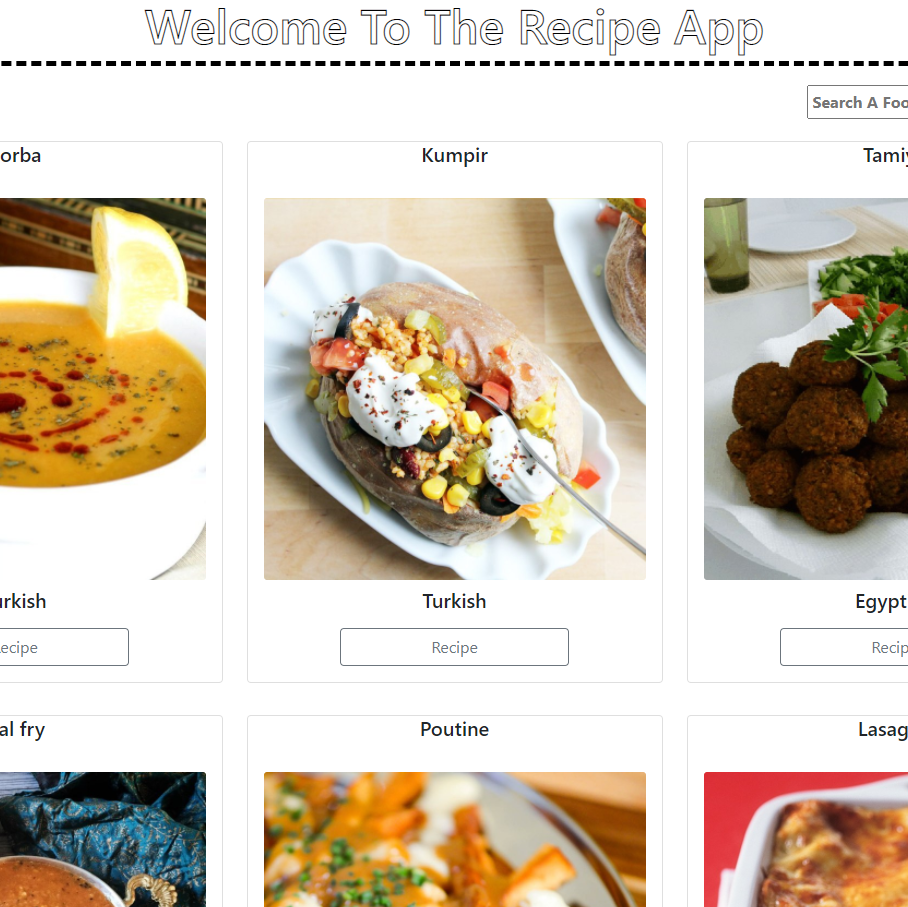 Welcome To The Recipe App
Search A Foo
orba
Kumpir
Tamiy
urkish
Turkish
Egypt
ecipe
Recipe
Recip
al fry
Poutine
Lasag